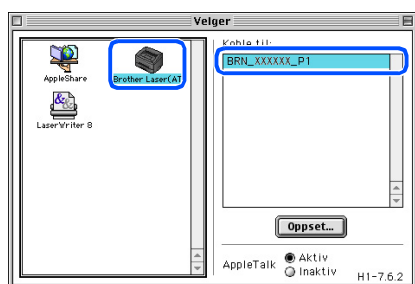 Velger
Koble til:
AppleShare
Brother Laser(AT
BRN_XXXXXX_P1
LaserWriter 8
Oppset...
AppleTalk
Aktiv
Inaktiv
H1-7.6.2